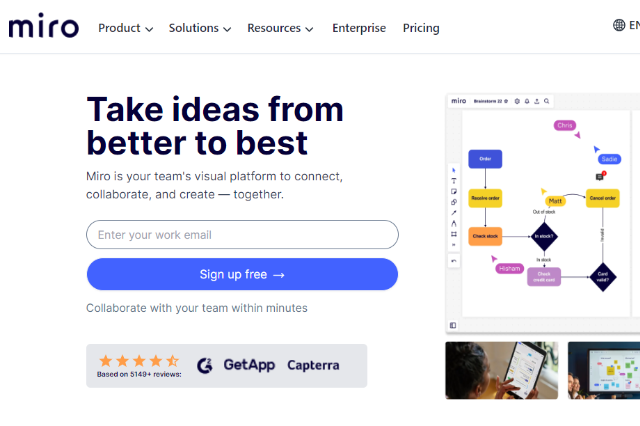 miro
Product
Solutions
Resources
Enterprise
Pricing
EN
Take ideas from
better to best
Miro is your team's visual platform to connect,
collaborate, and create — together.
Enter your work email
Sign up free →
Collaborate with your team within minutes
Based on 5149+ reviews:
GetApp
Capterra
miro
Brainstorm 22
Chris
Sadie
Order
Receive order
Matt
Cancel order
Out of stock
Check stock
In stock?
Invalid
In stock
Hisham
Check
credit card
Card
valid?